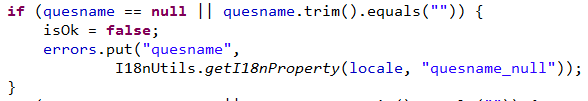 if (quesname == null || quesname.trim().equals("")) {
isOk = false;
errors.put("quesname",
I18nUtils.getI18nProperty(locale, "quesname_null"));
}